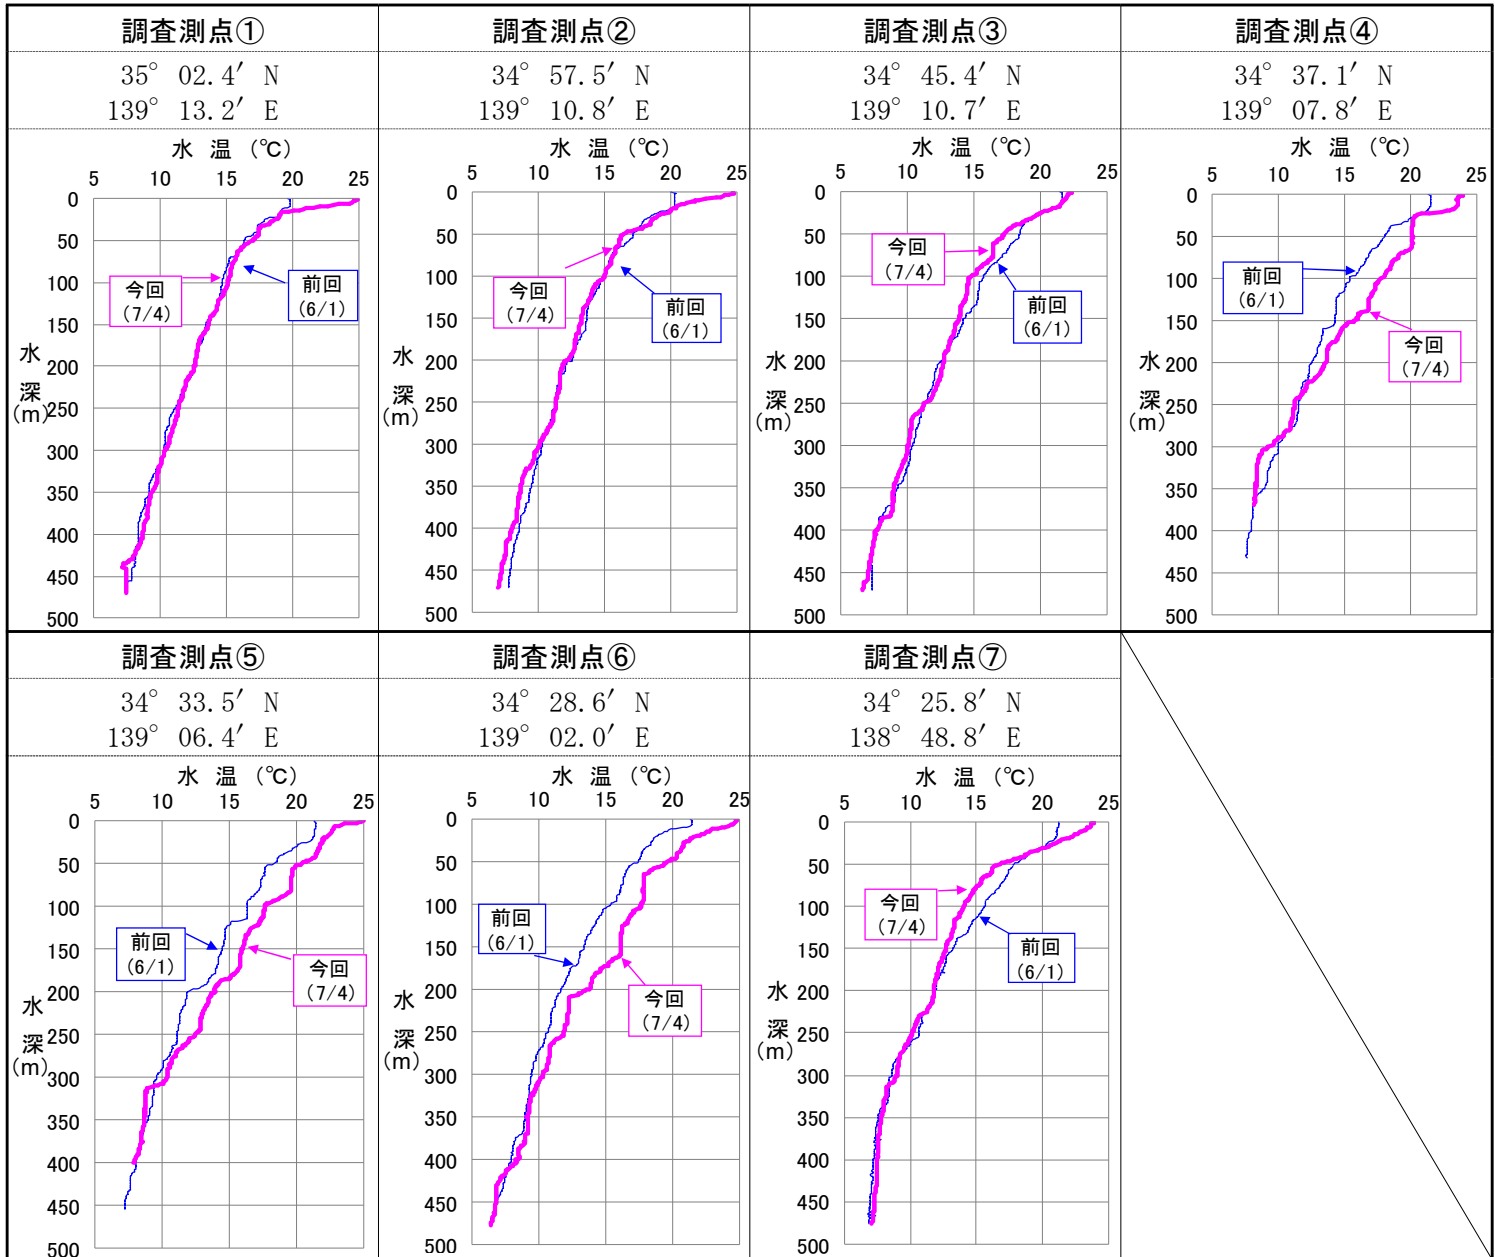 調査測点①
35° 02.4′ N
139° 13.2′ E
水 温 (℃)
5 10 15 20 25
0
50
100
150
200
250
300
350
400
450
500
水 深 (m)
今回
(7/4)
前回
(6/1)
調査測点②
34° 57.5′ N
139° 10.8′ E
水 温 (℃)
5 10 15 20 25
0
50
100
150
200
250
300
350
400
450
500
水 深 (m)
今回
(7/4)
前回
(6/1)
調査測点③
34° 45.4′ N
139° 10.7′ E
水 温 (℃)
5 10 15 20 25
0
50
100
150
200
250
300
350
400
450
500
水 深 (m)
今回
(7/4)
前回
(6/1)
調査測点④
34° 37.1′ N
139° 07.8′ E
水 温 (℃)
5 10 15 20 25
0
50
100
150
200
250
300
350
400
450
500
水 深 (m)
前回
(6/1)
今回
(7/4)
調査測点⑤
34° 33.5′ N
139° 06.4′ E
水 温 (℃)
5 10 15 20 25
0
50
100
150
200
250
300
350
400
450
500
水 深 (m)
前回
(6/1)
今回
(7/4)
調査測点⑥
34° 28.6′ N
139° 02.0′ E
水 温 (℃)
5 10 15 20 25
0
50
100
150
200
250
300
350
400
450
500
水 深 (m)
前回
(6/1)
今回
(7/4)
調査測点⑦
34° 25.8′ N
138° 48.8′ E
水 温 (℃)
5 10 15 20 25
0
50
100
150
200
250
300
350
400
450
500
水 深 (m)
今回
(7/4)
前回
(6/1)